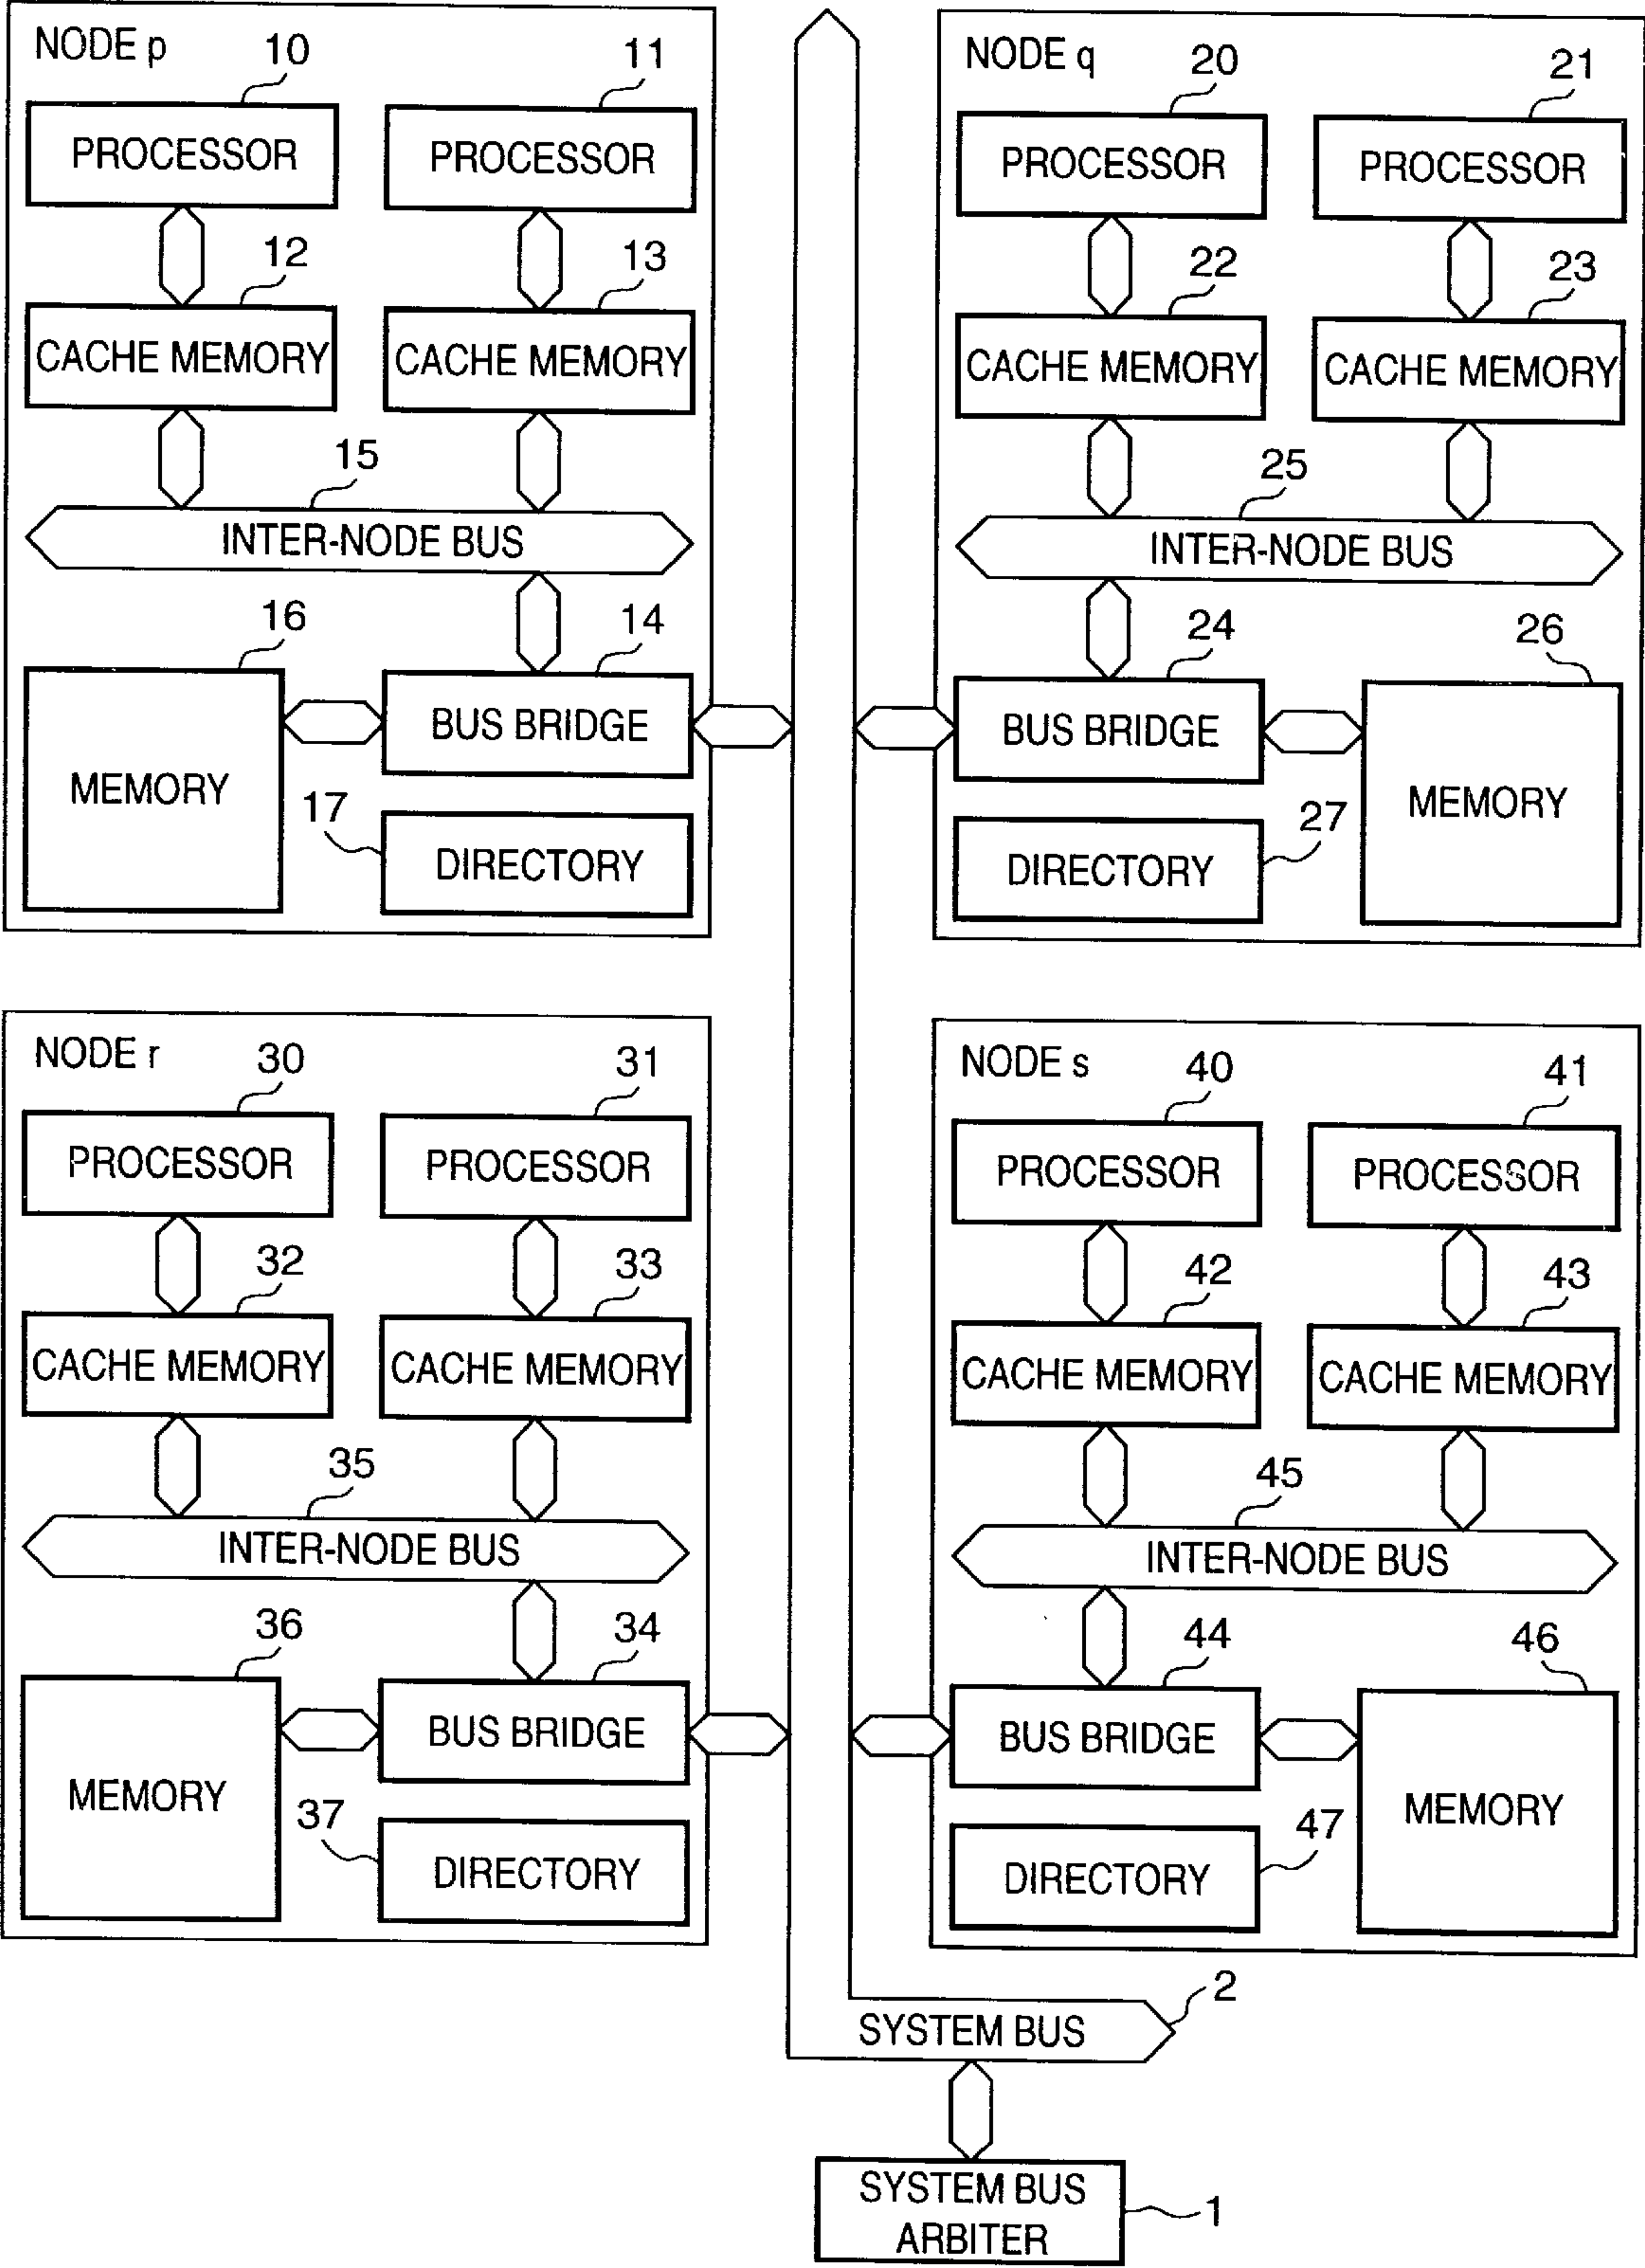 NODE p
10
11
PROCESSOR
PROCESSOR
12
13
CACHE MEMORY
CACHE MEMORY
15
INTER-NODE BUS
16
14
MEMORY
BUS BRIDGE
17
DIRECTORY
NODE q
20
21
PROCESSOR
PROCESSOR
22
23
CACHE MEMORY
CACHE MEMORY
25
INTER-NODE BUS
24
26
BUS BRIDGE
MEMORY
27
DIRECTORY
NODE r
30
31
PROCESSOR
PROCESSOR
32
33
CACHE MEMORY
CACHE MEMORY
35
INTER-NODE BUS
36
34
MEMORY
BUS BRIDGE
37
DIRECTORY
NODE s
40
41
PROCESSOR
PROCESSOR
42
43
CACHE MEMORY
CACHE MEMORY
45
INTER-NODE BUS
44
46
BUS BRIDGE
MEMORY
47
DIRECTORY
2
SYSTEM BUS
SYSTEM BUS
ARBITER
1